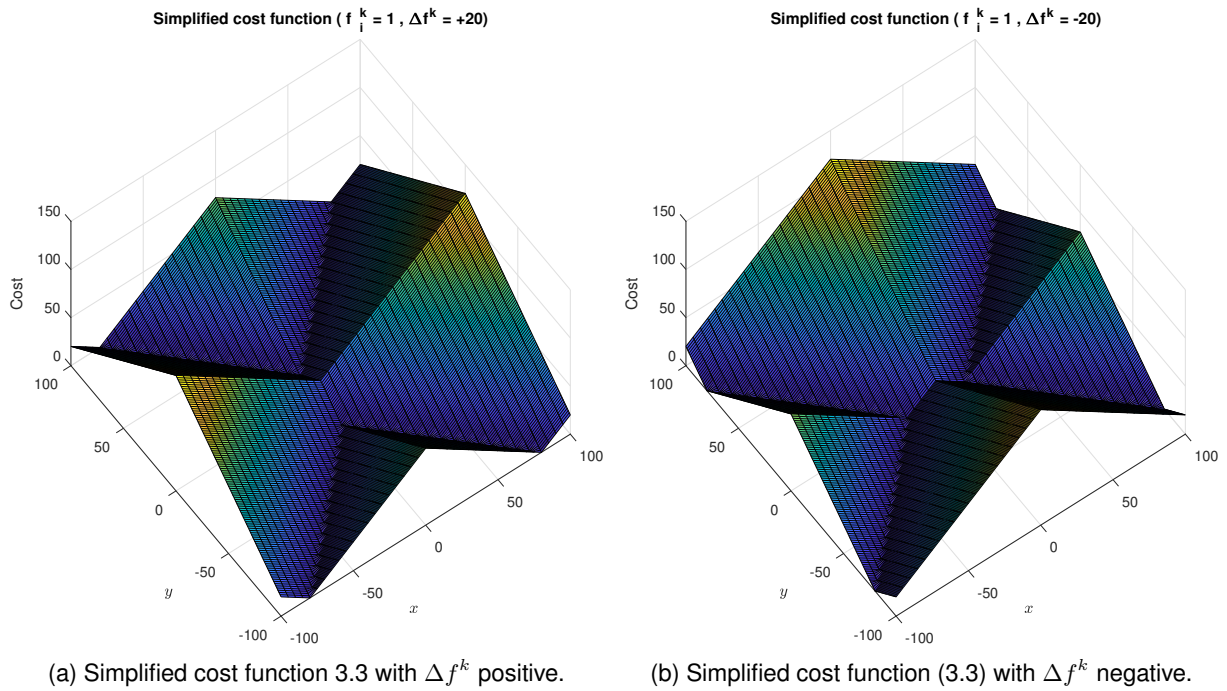 Simplified cost function ( f k i = 1 , Δf^k = +20)
150
100
50
0
Cost
100
50
0
-50
-100
y
-100
-50
0
50
100
x
(a) Simplified cost function 3.3 with Δf^k positive.
Simplified cost function ( f k i = 1 , Δf^k = -20)
150
100
50
0
Cost
100
50
0
-50
-100
y
-100
-50
0
50
100
x
(b) Simplified cost function (3.3) with Δf^k negative.